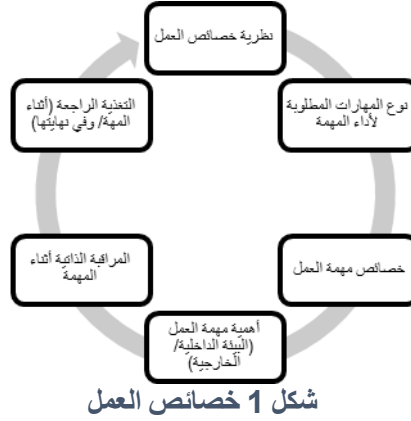 نظرية خصائص العمل
نوع المهارات المطلوبة
لأداء المهمة
خصائص مهمة العمل
أهمية مهمة العمل
(البيئة الداخلية/
الخارجية)
المراقبة الذاتية أثناء
المهمة
التغذية الراجعة (أثناء
المهة/ وفي نهايتها)
شكل 1 خصائص العمل